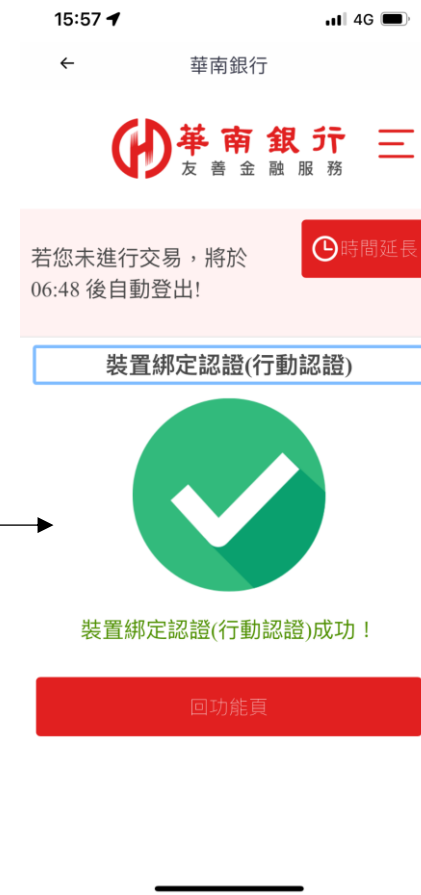 15:57
4G
華南銀行
華南銀行
友善金融服務
若您未進行交易，將於
06:48 後自動登出!
時間延長
裝置綁定認證(行動認證)
裝置綁定認證(行動認證)成功！
回功能頁